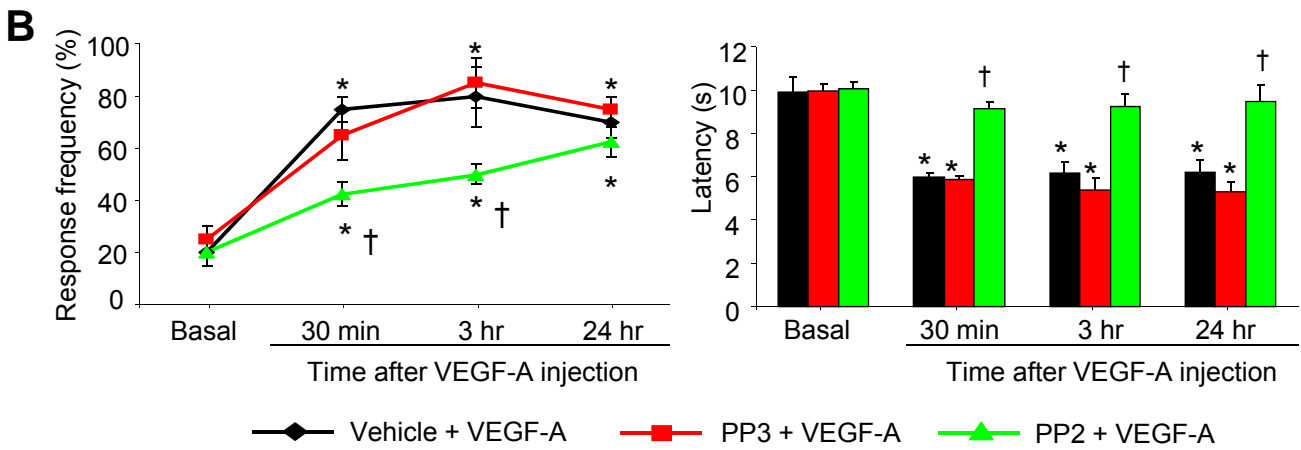 B
Response frequency (%)
100
80
60
40
20
0
* * *
* † * † *
Basal 30 min 3 hr 24 hr
Time after VEGF-A injection
Latency (s)
12
10
8
6
4
2
0
† † †
* * * * * *
Basal 30 min 3 hr 24 hr
Time after VEGF-A injection
Vehicle + VEGF-A PP3 + VEGF-A PP2 + VEGF-A